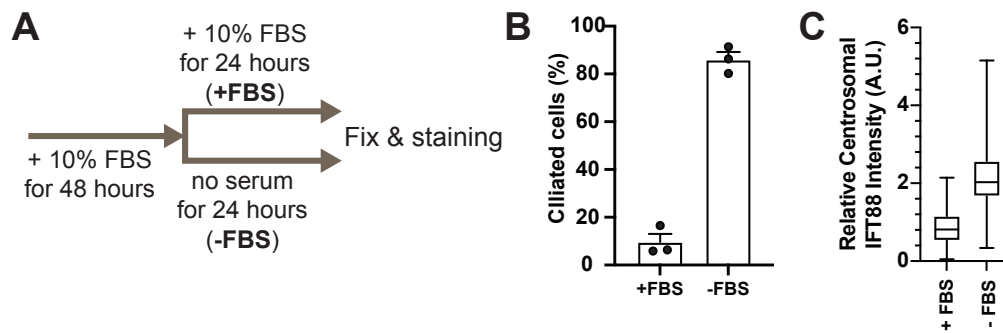 A
+ 10% FBS
for 24 hours
(+FBS)
+ 10% FBS
for 48 hours
Fix & staining
no serum
for 24 hours
(-FBS)
B
CIliated cells (%)
100
80
60
40
20
0
+FBS
-FBS
C
Relative Centrosomal
IFT88 Intensity (A.U.)
6
4
2
0
+ FBS
- FBS